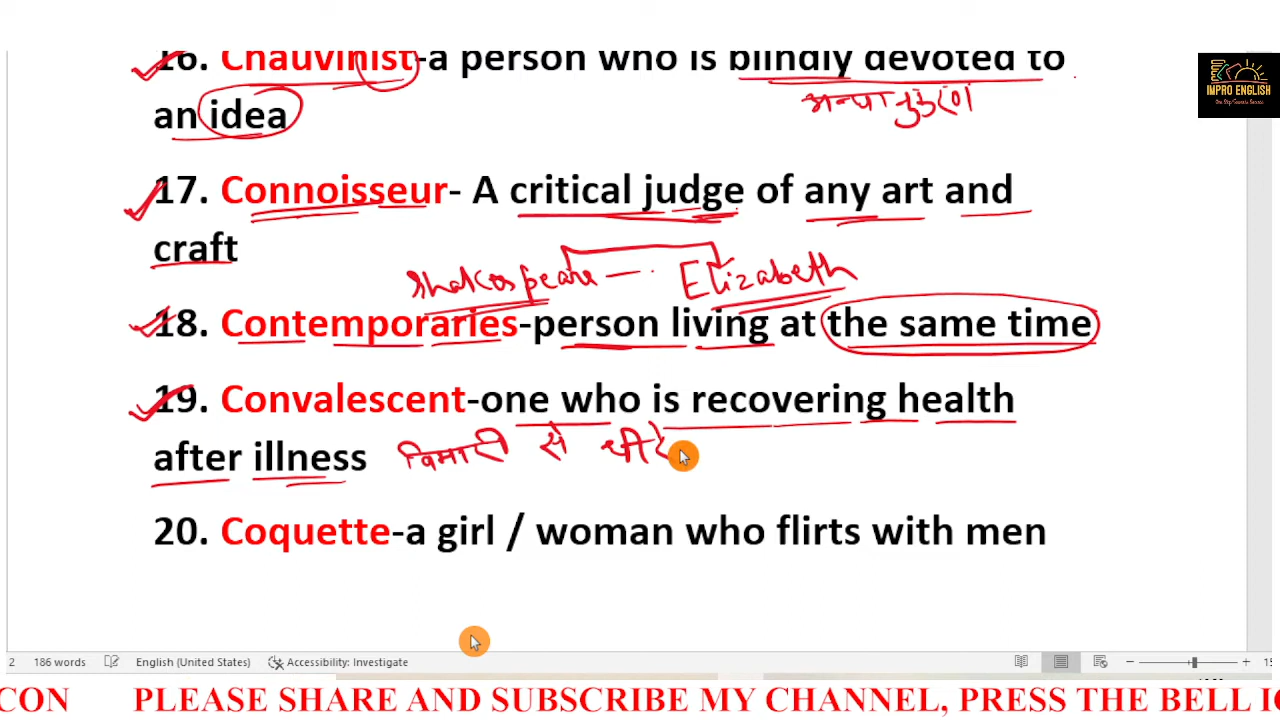 16. Chauvinist-a person who is blindly devoted to
an idea
17. Connoisseur- A critical judge of any art and
craft
Shakespeare — Elizabeth
18. Contemporaries-person living at the same time
19. Convalescent-one who is recovering health
after illness बिमारी से धीरे
20. Coquette-a girl / woman who flirts with men
IMPRO ENGLISH
2 186 words English (United States) Accessibility: Investigate
CON PLEASE SHARE AND SUBSCRIBE MY CHANNEL, PRESS THE BELL IC